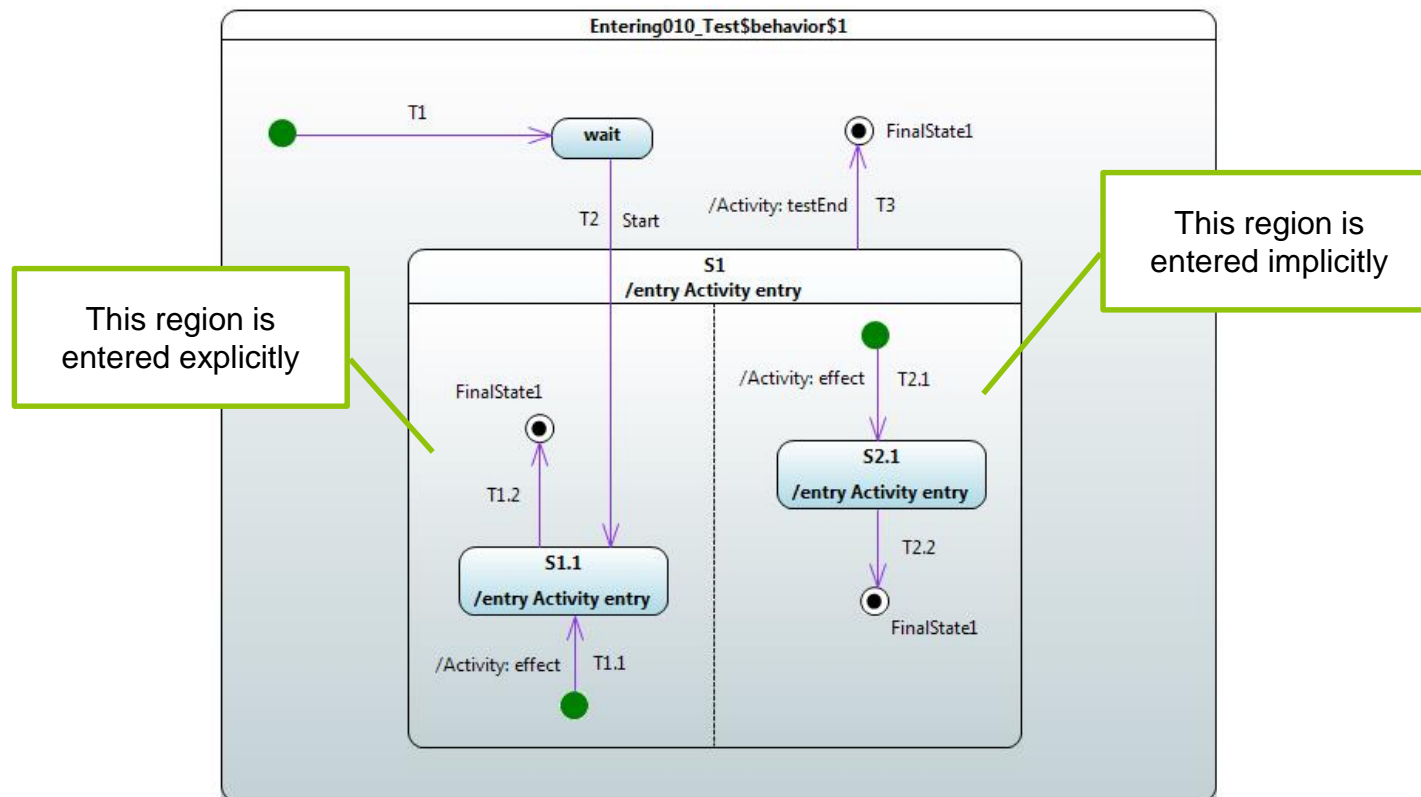 Entering010_Test$behavior$1
T1
wait
FinalState1
T2
Start
/Activity: testEnd
T3
This region is
entered implicitly
This region is
entered explicitly
S1
/entry Activity entry
FinalState1
T1.2
S1.1
/entry Activity entry
/Activity: effect
T1.1
/Activity: effect
T2.1
S2.1
/entry Activity entry
T2.2
FinalState1